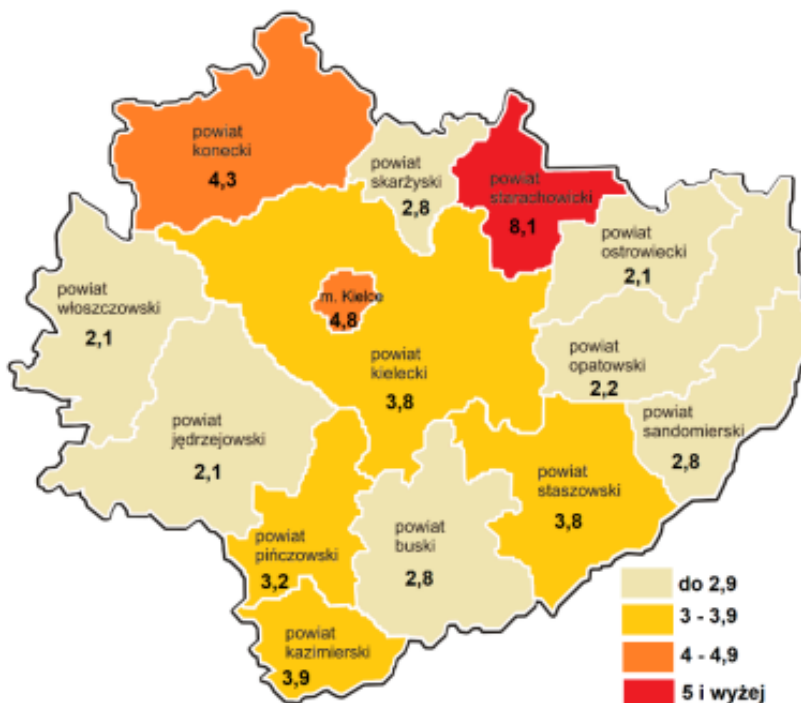 powiat
konecki
4,3
powiat
skarżyski
2,8
powiat
starachowicki
8,1
powiat
ostrowiecki
2,1
powiat
włoszczowski
2,1
m. Kielce
4,8
powiat
kielecki
3,8
powiat
opatowski
2,2
powiat
jędrzejowski
2,1
powiat
sandomierski
2,8
powiat
staszowski
3,8
powiat
pińczowski
3,2
powiat
buski
2,8
powiat
kazimierski
3,9
do 2,9
3 - 3,9
4 - 4,9
5 i wyżej